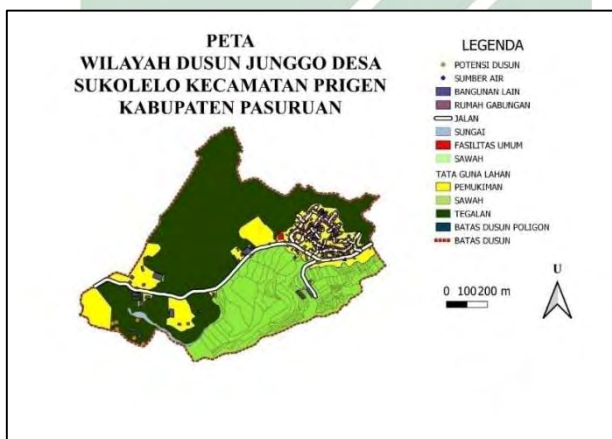 PETA
WILAYAH DUSUN JUNGGO DESA
SUKOLELO KECAMATAN PRIGEN
KABUPATEN PASURUAN
LEGENDA
POTENSI DUSUN
SUMBER AIR
BANGUNAN LAIN
RUMAH GABUNGAN
JALAN
SUNGAI
FASILITAS UMUM
SAWAH
TATA GUNA LAHAN
PEMUKIMAN
SAWAH
TEGALAN
BATAS DUSUN POLIGON
BATAS DUSUN
0 100200 m
U